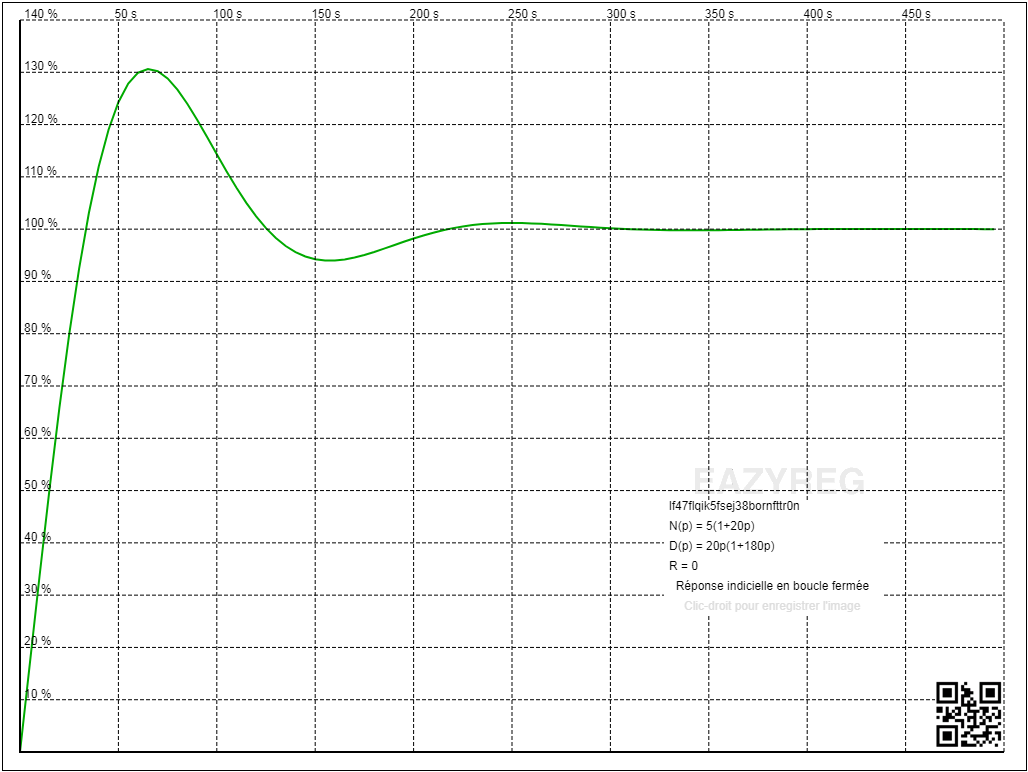 140 % 50 s 100 s 150 s 200 s 250 s 300 s 350 s 400 s 450 s
130 %
120 %
110 %
100 %
90 %
80 %
70 %
60 %
50 %
40 %
30 %
20 %
10 %
EAZYREG
lf47flqik5fsej38bornfttr0n
N(p) = 5(1+20p)
D(p) = 20p(1+180p)
R = 0
Réponse indicielle en boucle fermée
Clic-droit pour enregistrer l'image